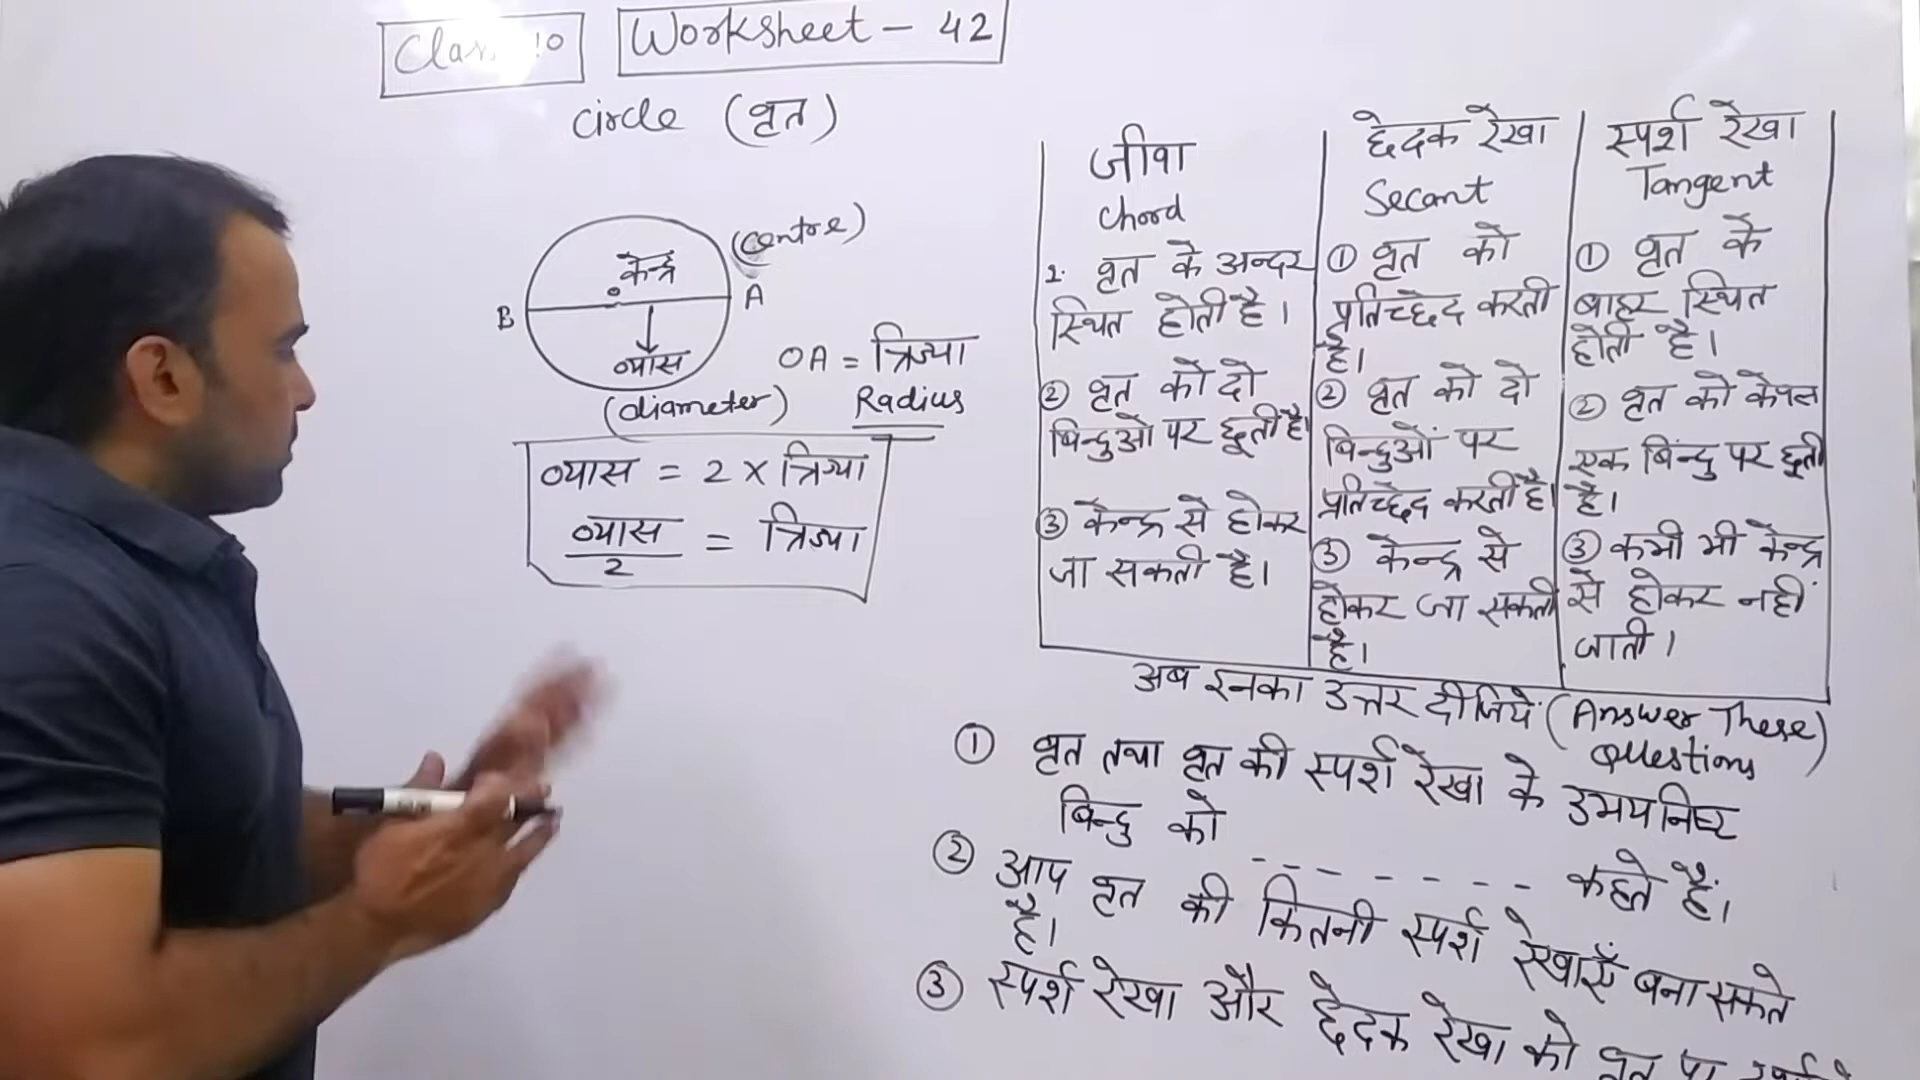 Class 10
Worksheet - 42
circle (वृत)
केन्द्र
(Centre)
B
A
व्यास
(diameter)
OA = त्रिज्या
Radius
व्यास = 2 x त्रिज्या
व्यास
2
= त्रिज्या
जीवा
chord
1. वृत के अन्दर
स्थित होती है।
② वृत को दो
बिन्दुओं पर छूती है।
③ केन्द्र से होकर
जा सकती है।
छेदक रेखा
Secant
① वृत को
प्रतिच्छेद करती
है।
② वृत को दो
बिन्दुओं पर
प्रतिच्छेद करती है।
③ केन्द्र से
होकर जा सकती
है।
स्पर्श रेखा
Tangent
① वृत के
बाहर स्थित
होती है।
② वृत को केवल
एक बिन्दु पर छूती
है।
③ कभी भी केन्द्र
से होकर नहीं
जाती।
अब इनका उत्तर दीजिये (Answer These)
Questions
① वृत तथा वृत की स्पर्श रेखा के उभयनिष्ट
बिन्दु को - - - - - - - कहते हैं।
② आप वृत की कितनी स्पर्श रेखाएँ बना सकते
है।
③ स्पर्श रेखा और छेदक रेखा को वृत पर